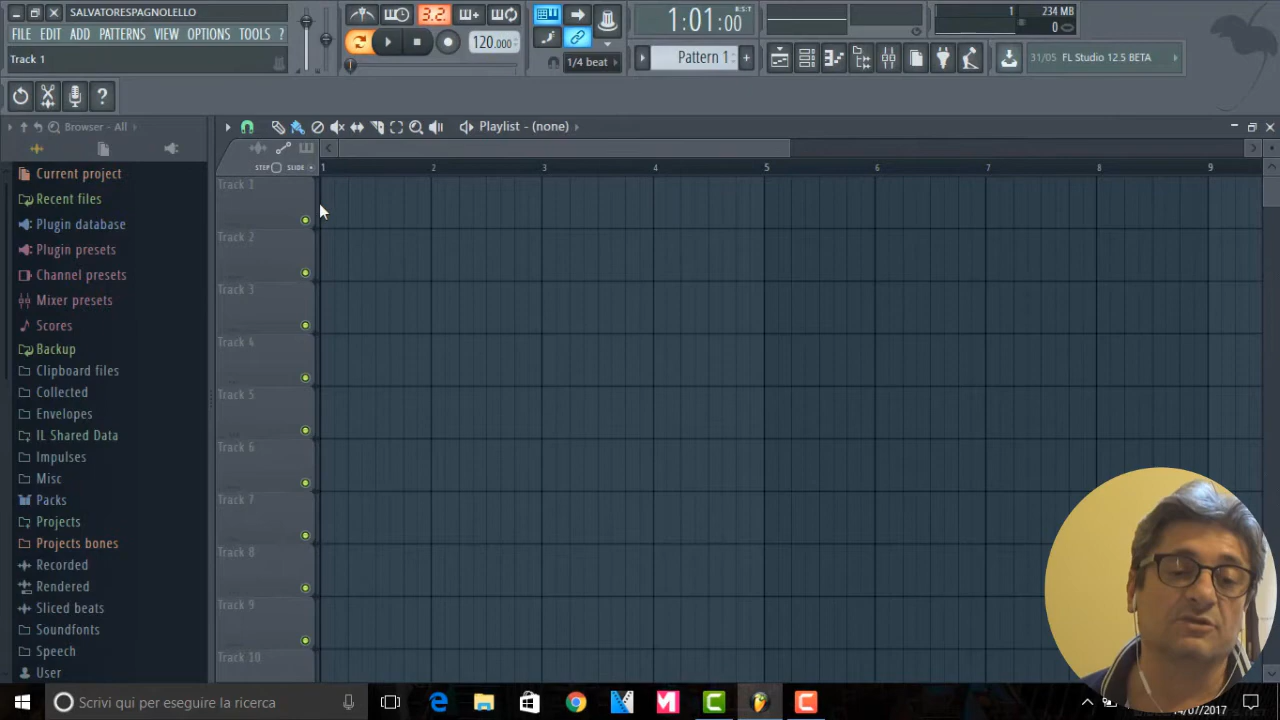 SALVATORESPAGNOLELLO
FILE EDIT ADD PATTERNS VIEW OPTIONS TOOLS ?
Track 1
3.2.
120.000
1/4 beat
1:01:00
B:S:T
Pattern 1
+
1
234 MB
0
31/05 FL Studio 12.5 BETA
?
Browser - All
Playlist - (none)
STEP SLIDE
1 2 3 4 5 6 7 8 9
Current project
Recent files
Plugin database
Plugin presets
Channel presets
Mixer presets
Scores
Backup
Clipboard files
Collected
Envelopes
IL Shared Data
Impulses
Misc
Packs
Projects
Projects bones
Recorded
Rendered
Sliced beats
Soundfonts
Speech
User
Track 1
Track 2
Track 3
Track 4
Track 5
Track 6
Track 7
Track 8
Track 9
Track 10
Scrivi qui per eseguire la ricerca
14/07/2017